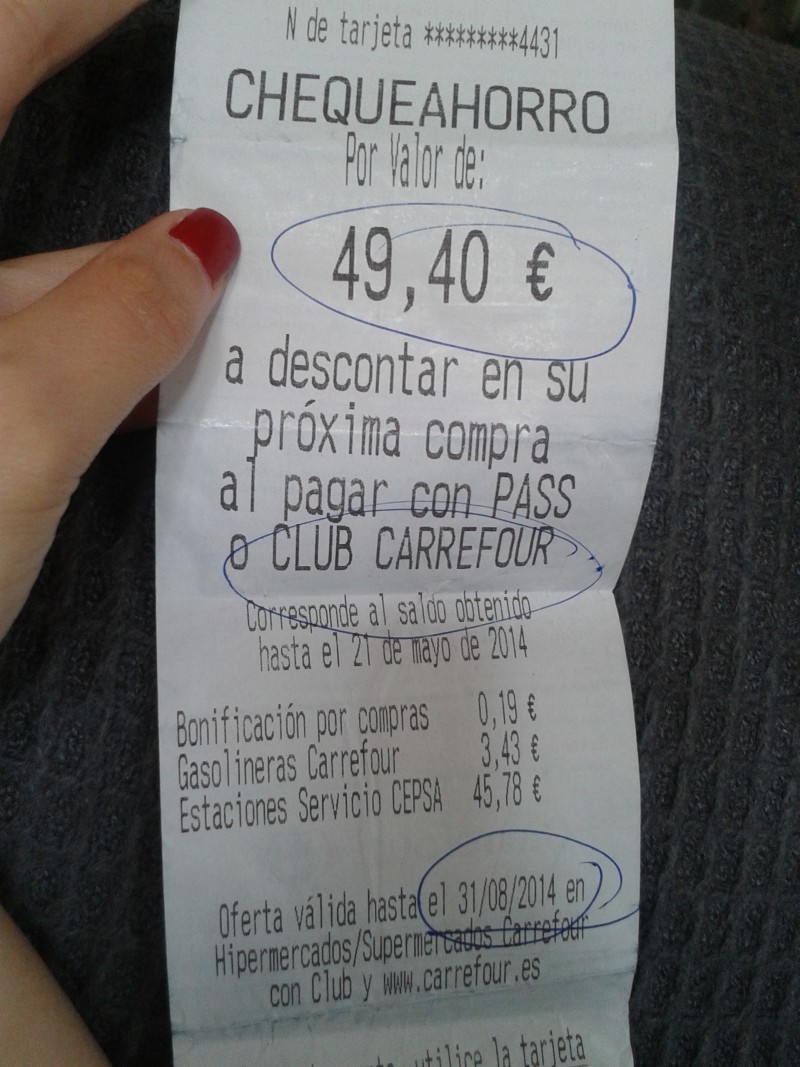 N de tarjeta *********4431
CHEQUEAHORRO
Por Valor de:
49,40 €
a descontar en su
próxima compra
al pagar con PASS
o CLUB CARREFOUR
Corresponde al saldo obtenido
hasta el 21 de mayo de 2014
Bonificación por compras 0,19 €
Gasolineras Carrefour 3,43 €
Estaciones Servicio CEPSA 45,78 €
Oferta válida hasta el 31/08/2014 en
Hipermercados/Supermercados Carrefour
con Club y www.carrefour.es
utilice la tarjeta